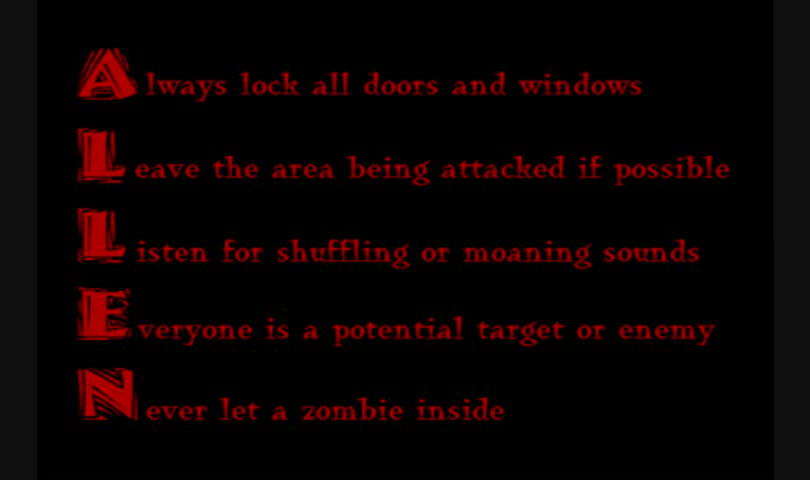 Always lock all doors and windows
Leave the area being attacked if possible
Listen for shuffling or moaning sounds
Everyone is a potential target or enemy
Never let a zombie inside